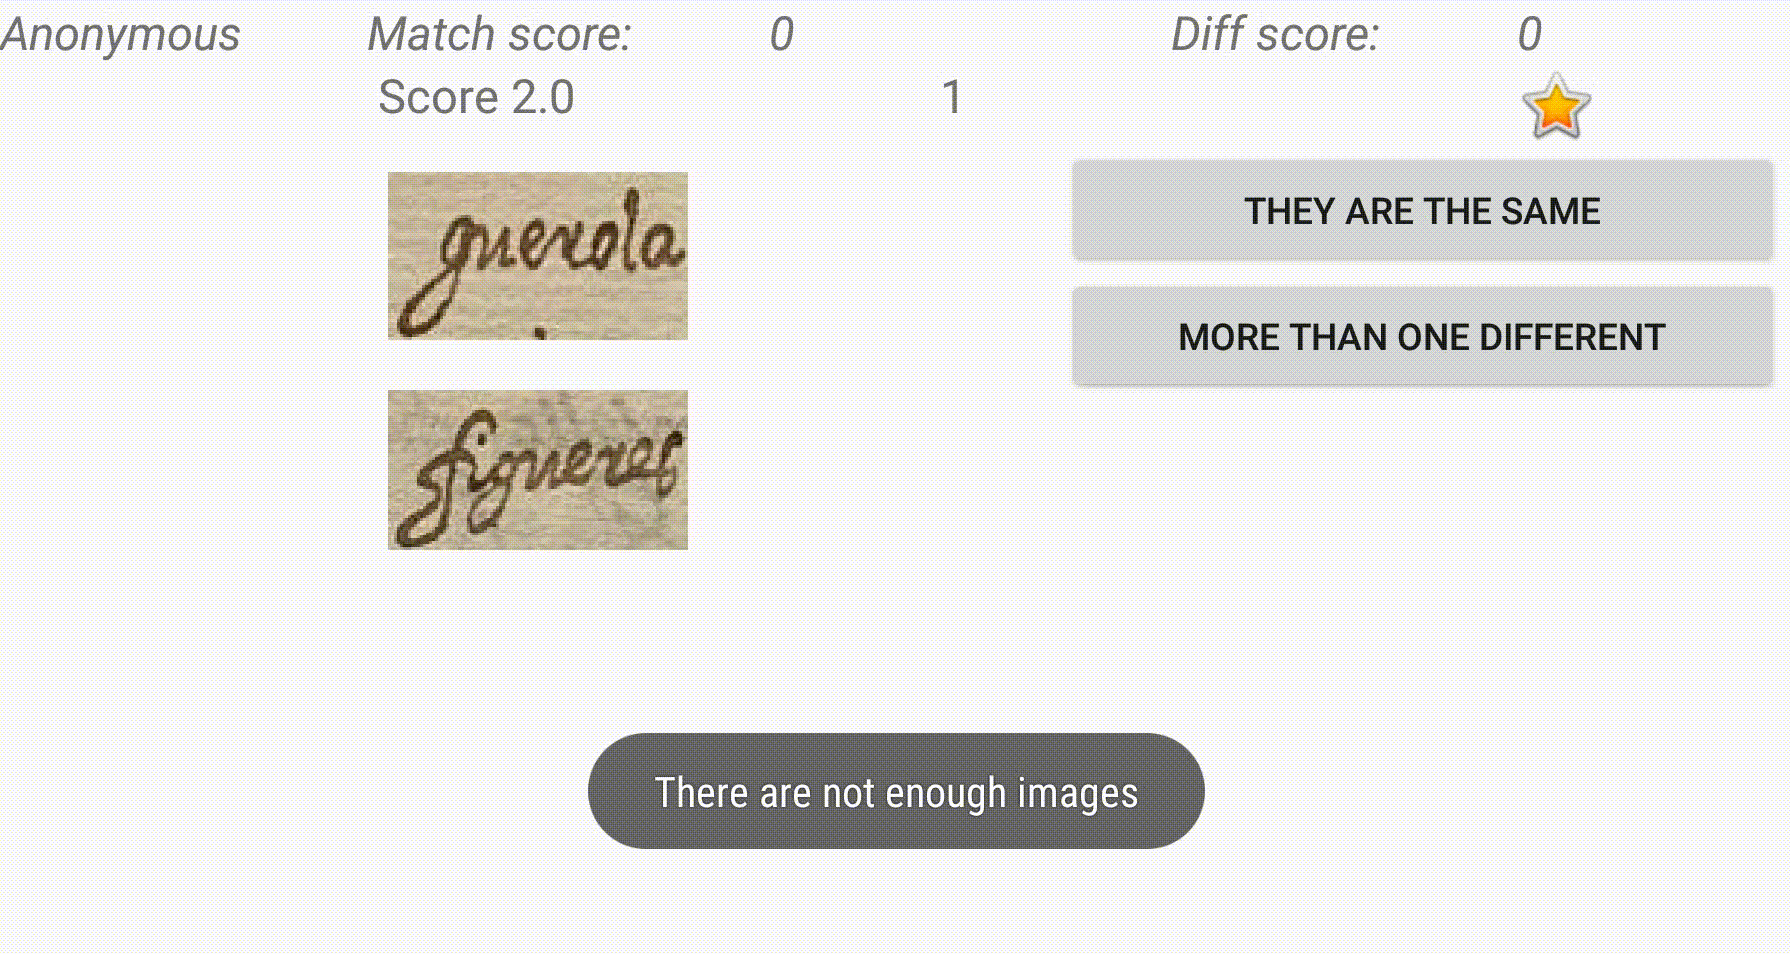 Anonymous Match score: 0 Diff score: 0
Score 2.0 1
guerola
THEY ARE THE SAME
MORE THAN ONE DIFFERENT
figueres
There are not enough images